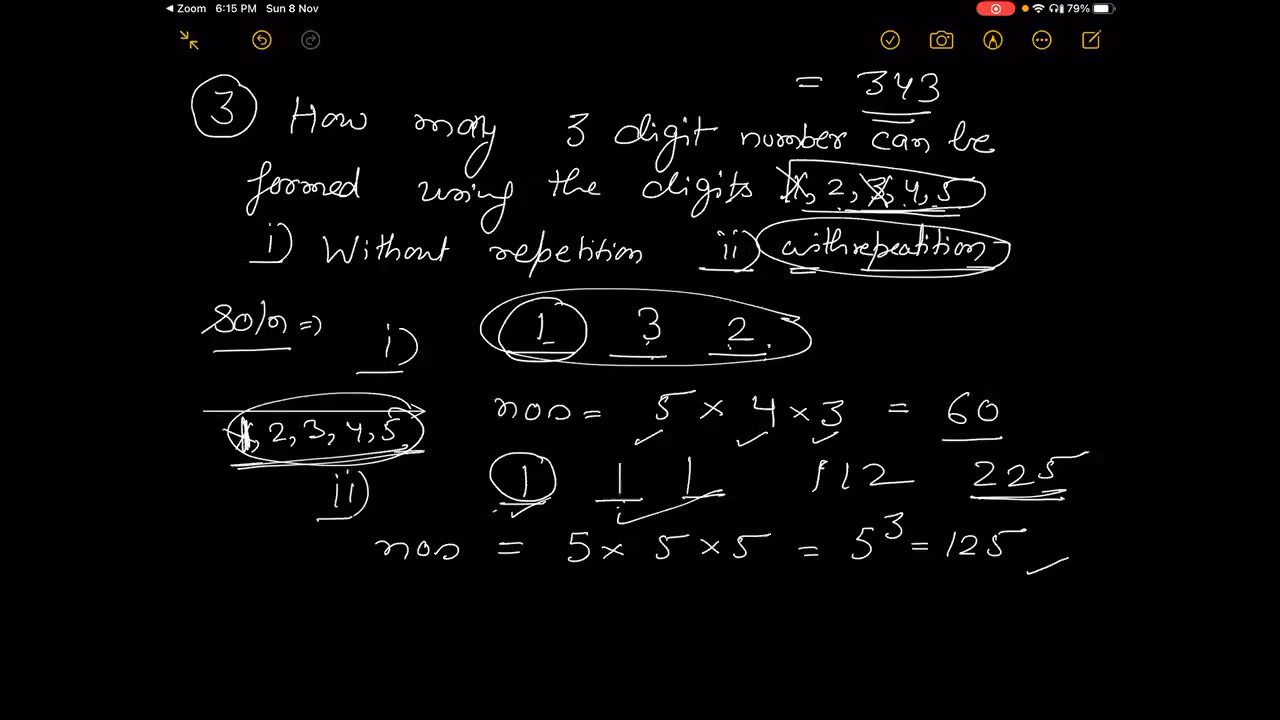 Zoom 6:15 PM Sun 8 Nov 79%
= 343
3 How many 3 digit number can be
formed using the digits 1, 2, 3, 4, 5
i) Without repetition ii) with repeatition
Soln => i) 1 3 2
nos = 5 × 4 × 3 = 60
1, 2, 3, 4, 5
ii) 1 1 1 112 225
nos = 5 × 5 × 5 = 5³ = 125